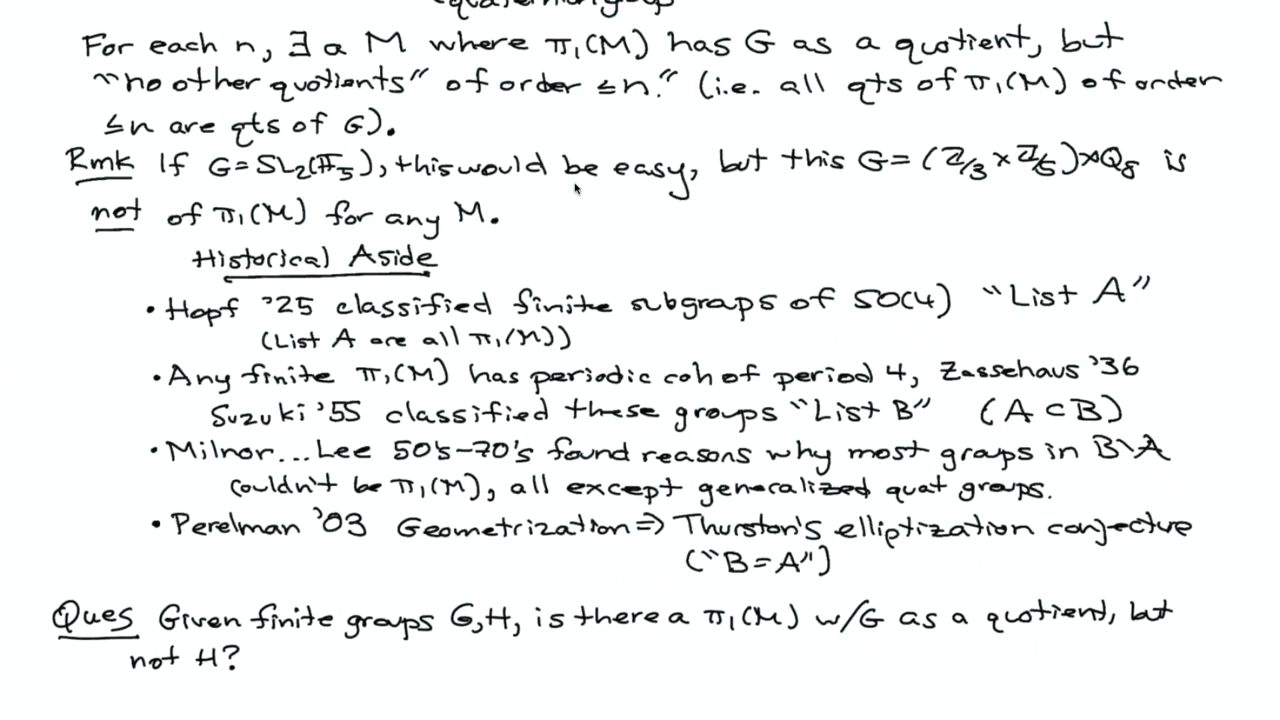 quaternion group
For each n, ∃ a M where π₁(M) has G as a quotient, but
"no other quotients" of order ≤n." (i.e. all qts of π₁(M) of order
≤n are qts of G).
Rmk If G=SL₂(𝔽₅), this would be easy, but this G=(ℤ/3 × ℤ/5)⋊Q₈ is
not of π₁(M) for any M.
Historical Aside
• Hopf '25 classified finite subgraps of SO(4) "List A"
(List A are all π₁(M))
• Any finite π₁(M) has periodic coh of period 4, Zassehaus '36
Suzuki '55 classified these groups "List B" (A⊂B)
• Milnor...Lee 50's-70's found reasons why most groups in B\A
couldn't be π₁(M), all except generalized quat groups.
• Perelman '03 Geometrization ⇒ Thurston's elliptization conjectve
("B=A")
Ques Given finite groups G,H, is there a π₁(M) w/G as a quotient, but
not H?